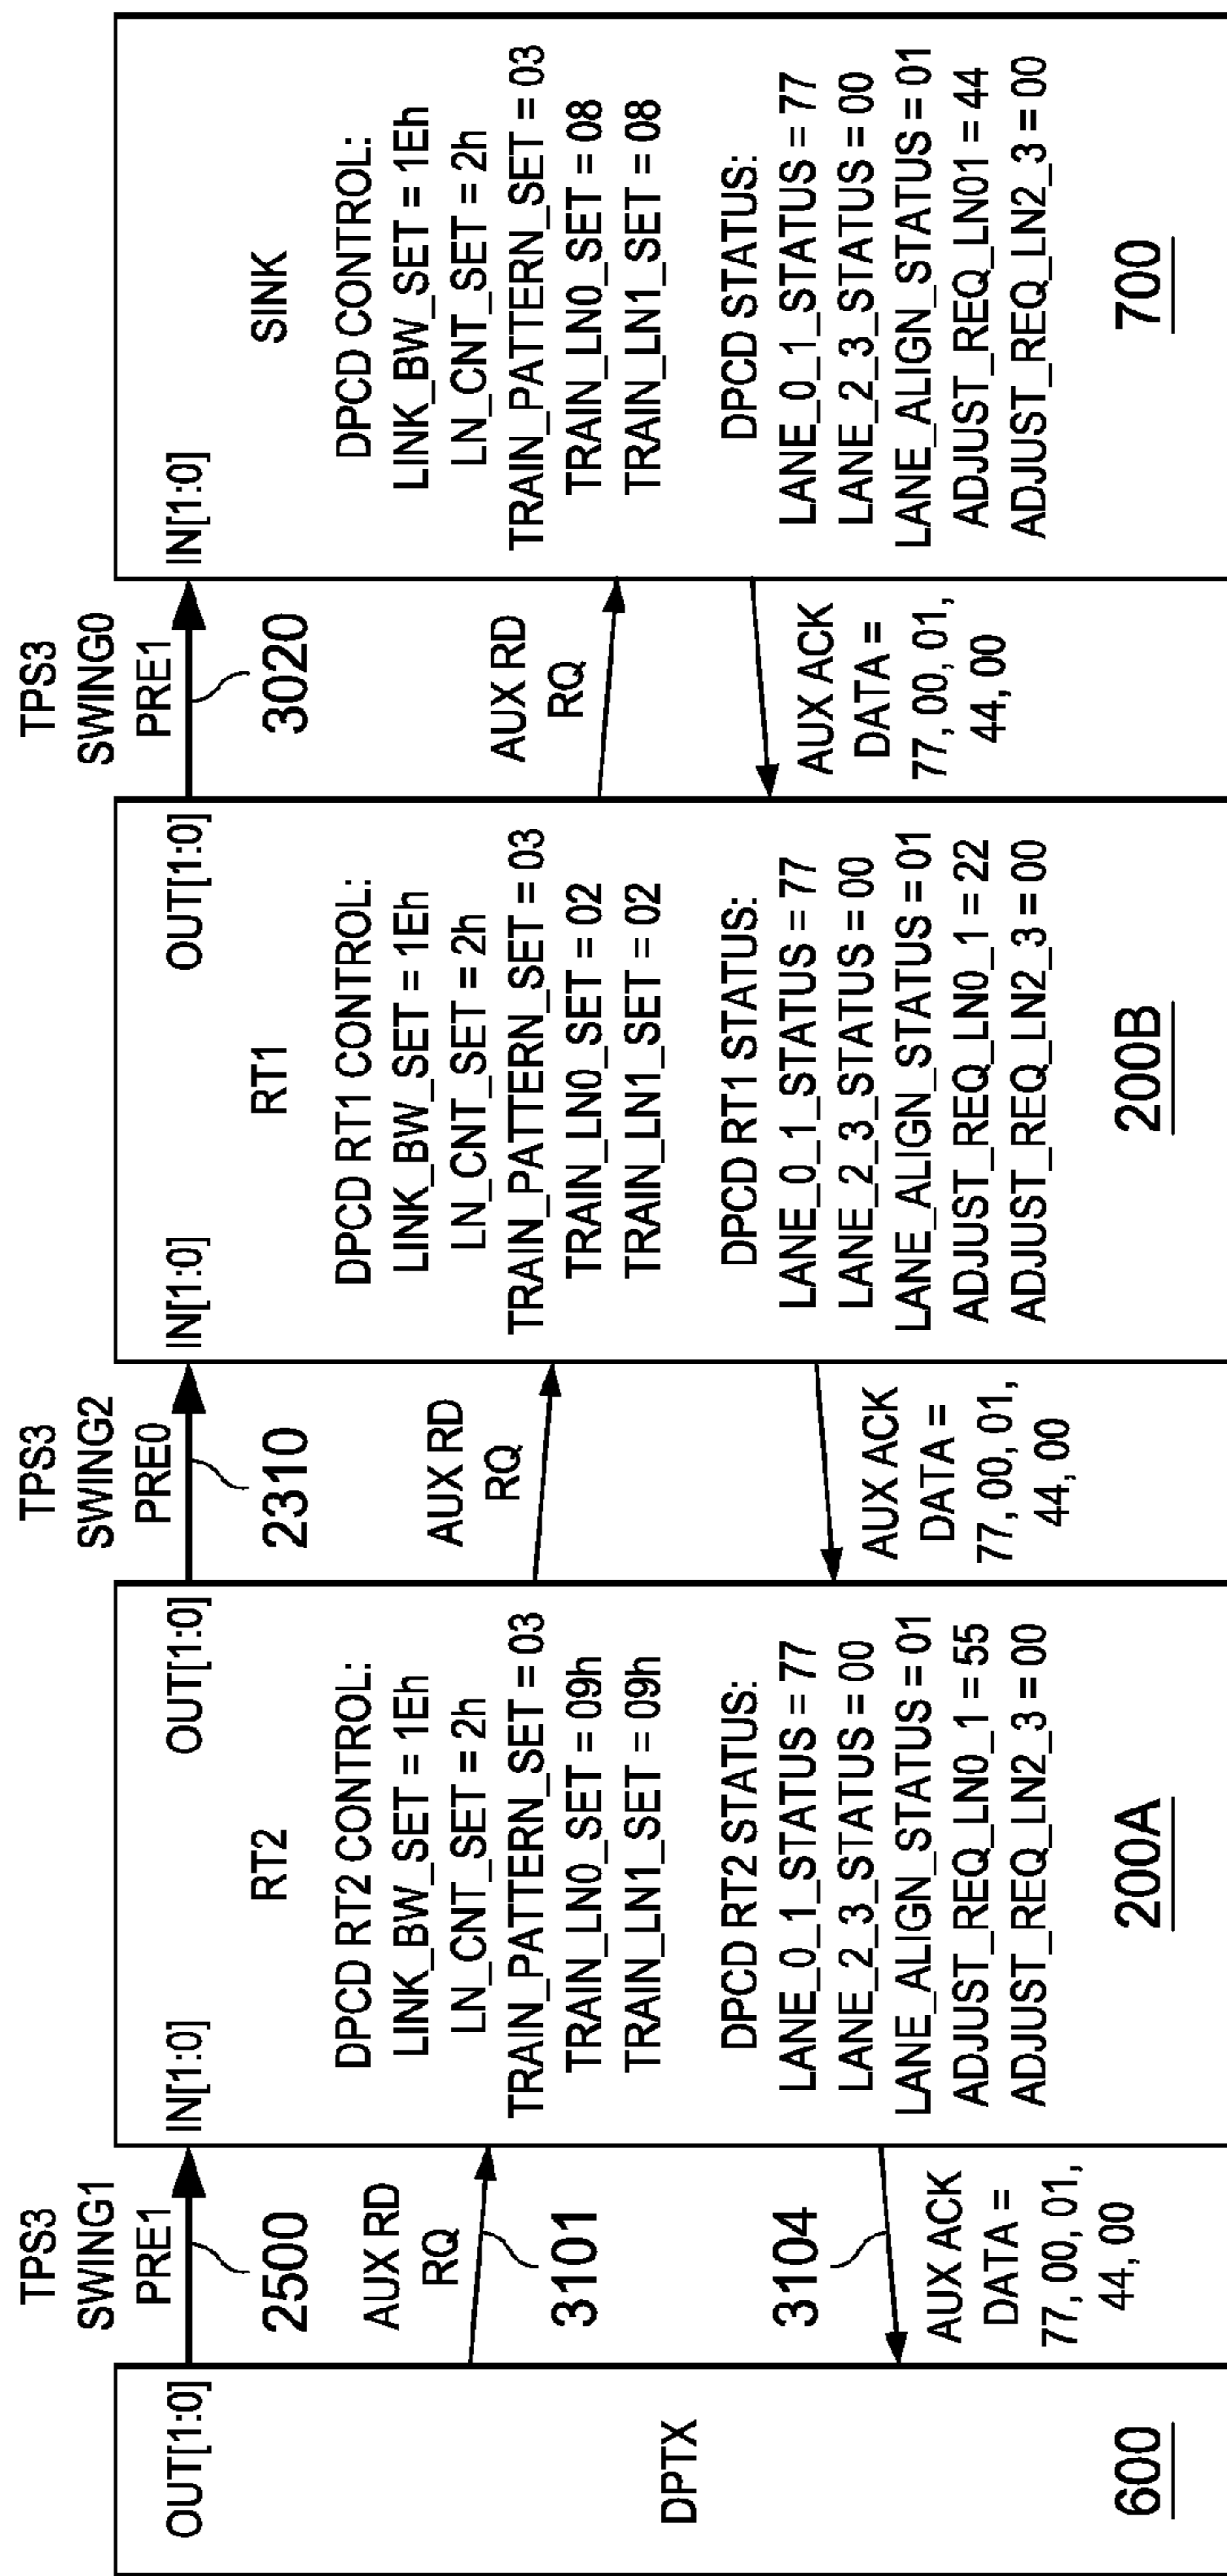 OUT[1:0]
DPTX
600
TPS3
SWING1
PRE1
2500
AUX RD
RQ
3101
3104
AUX ACK
DATA =
77, 00, 01,
44, 00
IN[1:0]
OUT[1:0]
RT2
DPCD RT2 CONTROL:
LINK_BW_SET = 1Eh
LN_CNT_SET = 2h
TRAIN_PATTERN_SET = 03
TRAIN_LN0_SET = 09h
TRAIN_LN1_SET = 09h
DPCD RT2 STATUS:
LANE_0_1_STATUS = 77
LANE_2_3_STATUS = 00
LANE_ALIGN_STATUS = 01
ADJUST_REQ_LN0_1 = 55
ADJUST_REQ_LN2_3 = 00
200A
TPS3
SWING2
PRE0
2310
AUX RD
RQ
AUX ACK
DATA =
77, 00, 01,
44, 00
IN[1:0]
OUT[1:0]
RT1
DPCD RT1 CONTROL:
LINK_BW_SET = 1Eh
LN_CNT_SET = 2h
TRAIN_PATTERN_SET = 03
TRAIN_LN0_SET = 02
TRAIN_LN1_SET = 02
DPCD RT1 STATUS:
LANE_0_1_STATUS = 77
LANE_2_3_STATUS = 00
LANE_ALIGN_STATUS = 01
ADJUST_REQ_LN0_1 = 22
ADJUST_REQ_LN2_3 = 00
200B
TPS3
SWING0
PRE1
3020
AUX RD
RQ
AUX ACK
DATA =
77, 00, 01,
44, 00
IN[1:0]
SINK
DPCD CONTROL:
LINK_BW_SET = 1Eh
LN_CNT_SET = 2h
TRAIN_PATTERN_SET = 03
TRAIN_LN0_SET = 08
TRAIN_LN1_SET = 08
DPCD STATUS:
LANE_0_1_STATUS = 77
LANE_2_3_STATUS = 00
LANE_ALIGN_STATUS = 01
ADJUST_REQ_LN01 = 44
ADJUST_REQ_LN2_3 = 00
700